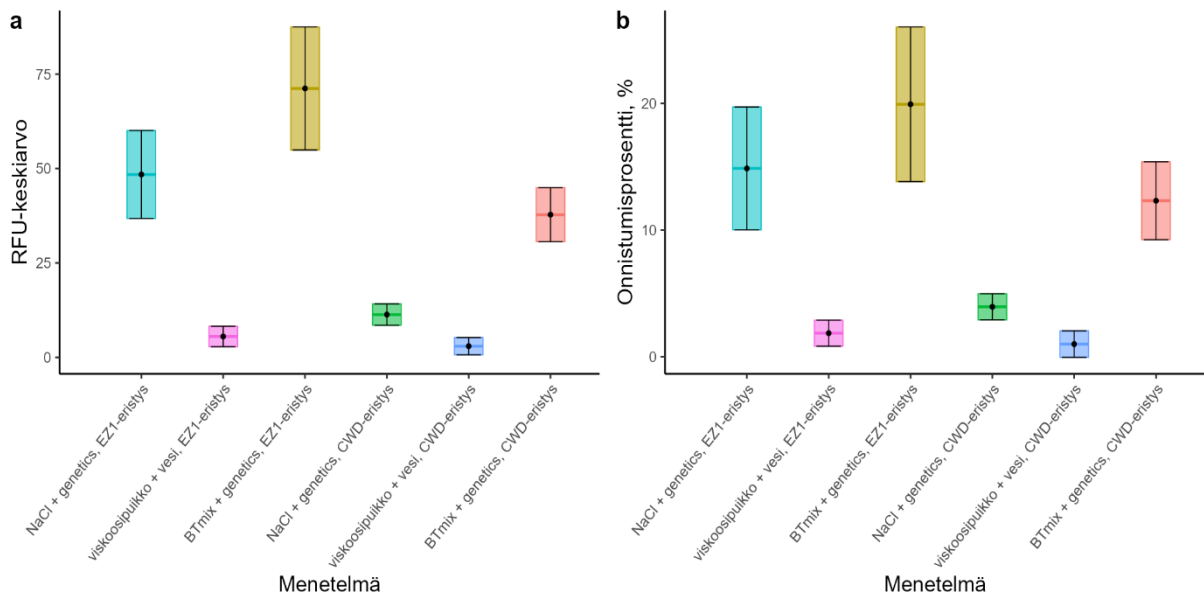 a
RFU-keskiarvo
75
50
25
0
NaCl + genetics, EZ1-eristys
viskoosipuikko + vesi, EZ1-eristys
BTmix + genetics, EZ1-eristys
NaCl + genetics, CWD-eristys
viskoosipuikko + vesi, CWD-eristys
BTmix + genetics, CWD-eristys
Menetelmä
b
Onnistumisprosentti, %
20
10
0
NaCl + genetics, EZ1-eristys
viskoosipuikko + vesi, EZ1-eristys
BTmix + genetics, EZ1-eristys
NaCl + genetics, CWD-eristys
viskoosipuikko + vesi, CWD-eristys
BTmix + genetics, CWD-eristys
Menetelmä